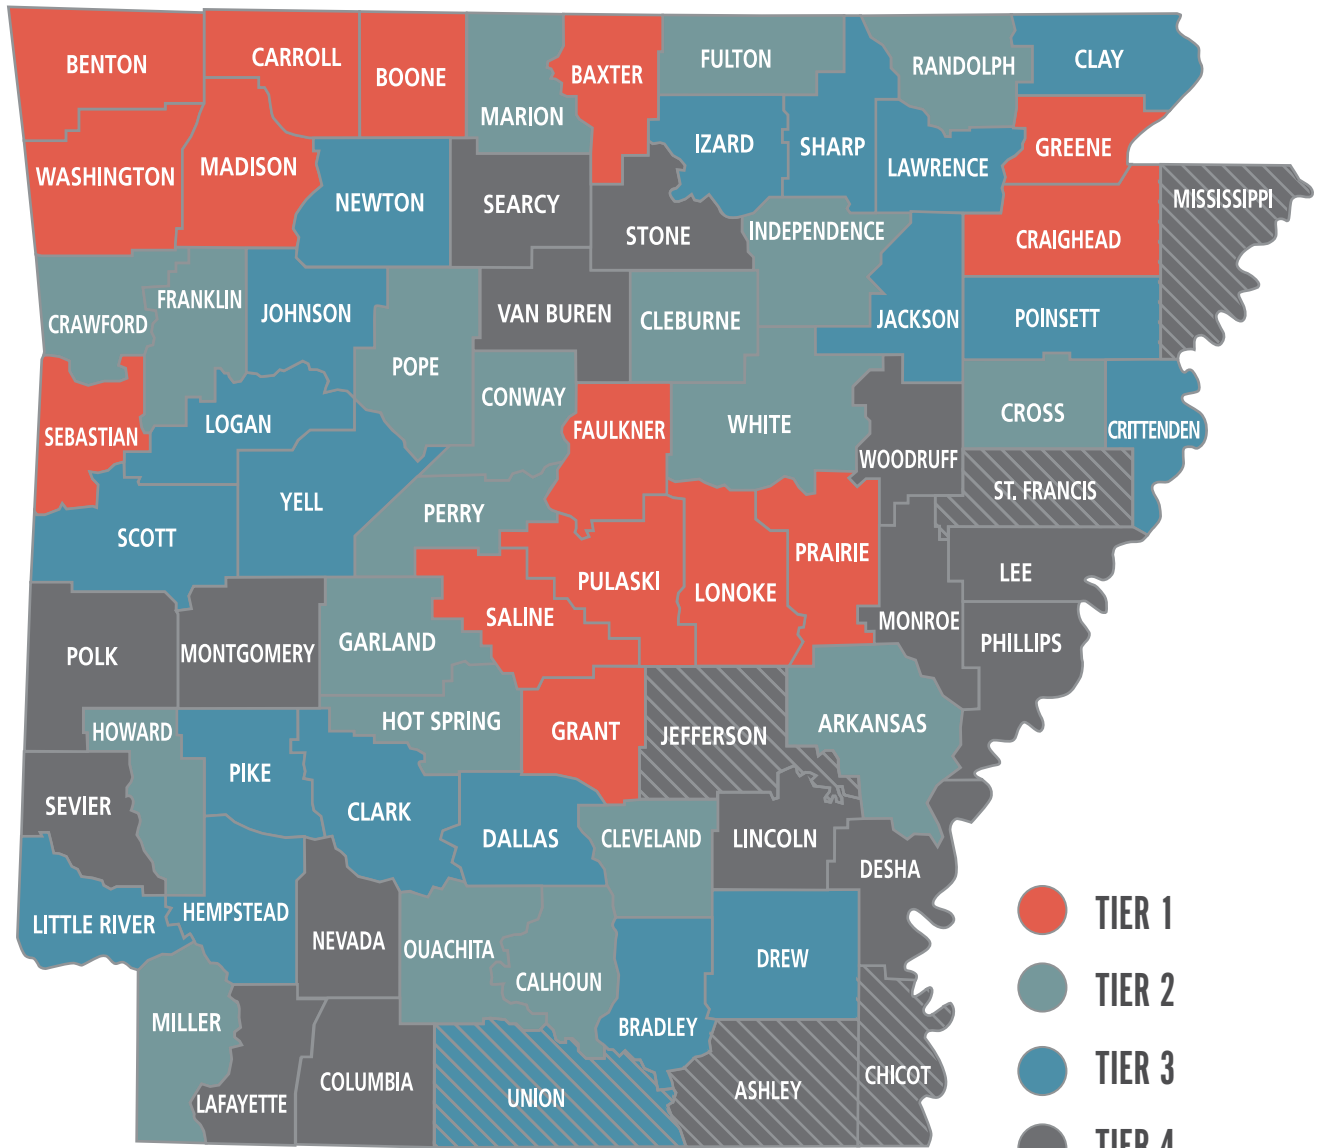 BENTON
CARROLL
BOONE
MARION
BAXTER
FULTON
RANDOLPH
CLAY
WASHINGTON
MADISON
NEWTON
SEARCY
STONE
IZARD
SHARP
LAWRENCE
GREENE
MISSISSIPPI
INDEPENDENCE
CRAIGHEAD
CRAWFORD
FRANKLIN
JOHNSON
POPE
VAN BUREN
CLEBURNE
JACKSON
POINSETT
SEBASTIAN
LOGAN
CONWAY
FAULKNER
WHITE
WOODRUFF
CROSS
CRITTENDEN
SCOTT
YELL
PERRY
ST. FRANCIS
PULASKI
LONOKE
PRAIRIE
LEE
SALINE
MONROE
PHILLIPS
POLK
MONTGOMERY
GARLAND
HOT SPRING
GRANT
JEFFERSON
ARKANSAS
HOWARD
PIKE
SEVIER
CLARK
DALLAS
CLEVELAND
LINCOLN
DESHA
LITTLE RIVER
HEMPSTEAD
NEVADA
OUACHITA
CALHOUN
DREW
BRADLEY
MILLER
LAFAYETTE
COLUMBIA
UNION
ASHLEY
CHICOT
TIER 1
TIER 2
TIER 3
TIER 4